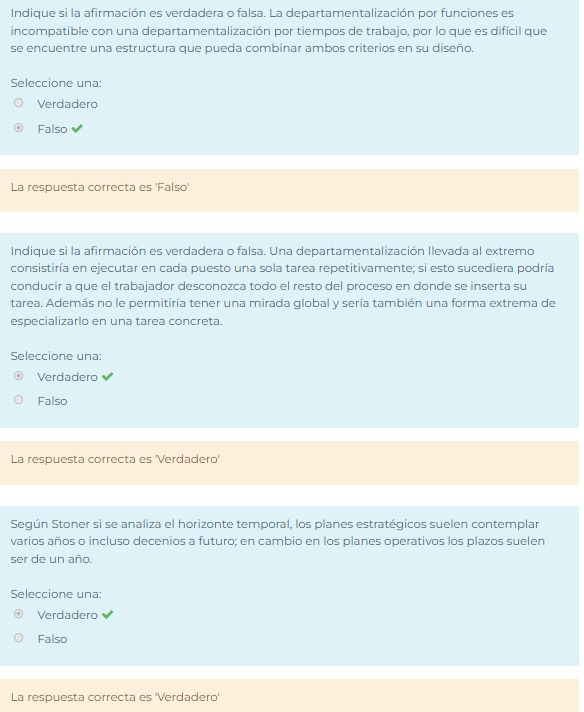 Indique si la afirmación es verdadera o falsa. La departamentalización por funciones es
incompatible con una departamentalización por tiempos de trabajo, por lo que es difícil que
se encuentre una estructura que pueda combinar ambos criterios en su diseño.
Seleccione una:
Verdadero
Falso
La respuesta correcta es 'Falso'
Indique si la afirmación es verdadera o falsa. Una departamentalización llevada al extremo
consistiría en ejecutar en cada puesto una sola tarea repetitivamente; si esto sucediera podría
conducir a que el trabajador desconozca todo el resto del proceso en donde se inserta su
tarea. Además no le permitiría tener una mirada global y sería también una forma extrema de
especializarlo en una tarea concreta.
Seleccione una:
Verdadero
Falso
La respuesta correcta es 'Verdadero'
Según Stoner si se analiza el horizonte temporal, los planes estratégicos suelen contemplar
varios años o incluso decenios a futuro; en cambio en los planes operativos los plazos suelen
ser de un año.
Seleccione una:
Verdadero
Falso
La respuesta correcta es 'Verdadero'